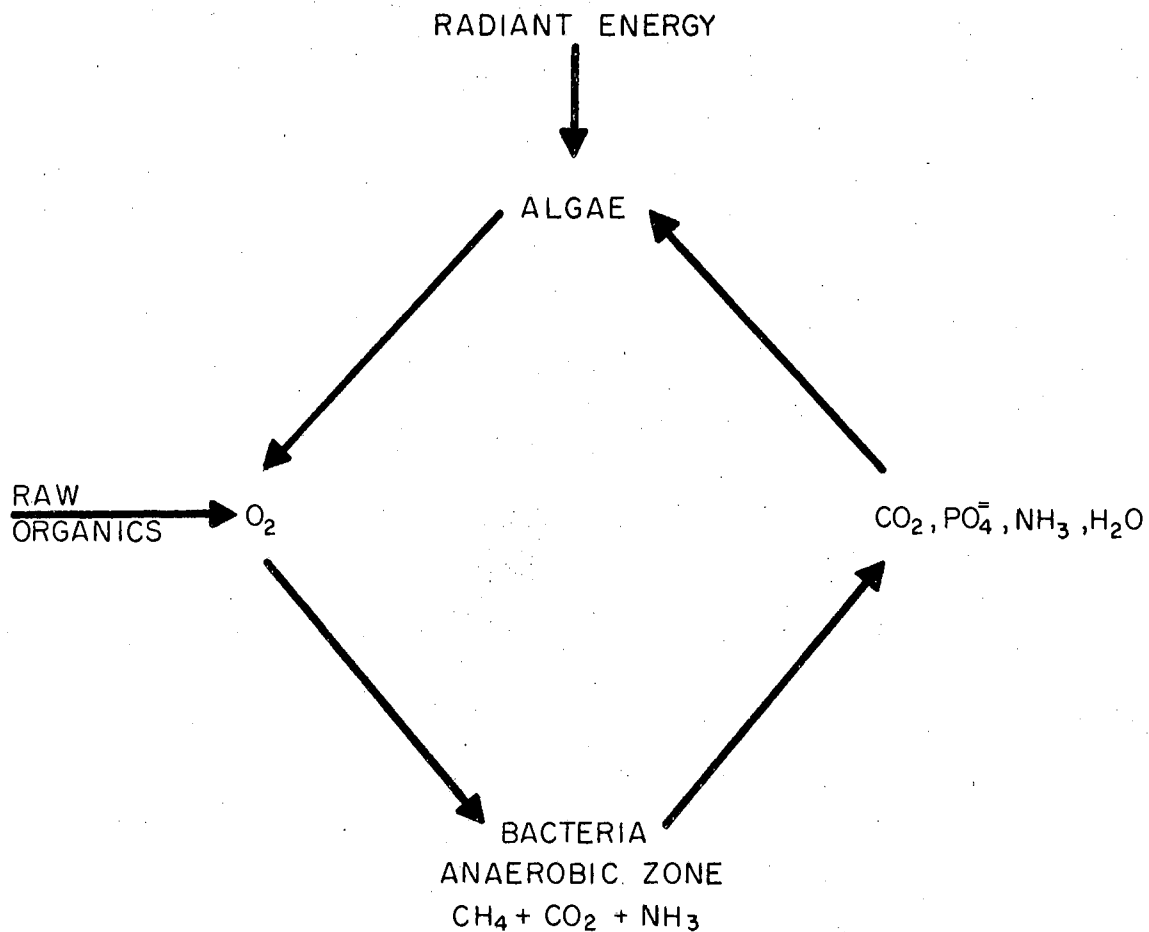 RADIANT ENERGY
ALGAE
RAW
ORGANICS
O₂
CO₂, PO₄⁼, NH₃, H₂O
BACTERIA
ANAEROBIC ZONE
CH₄ + CO₂ + NH₃